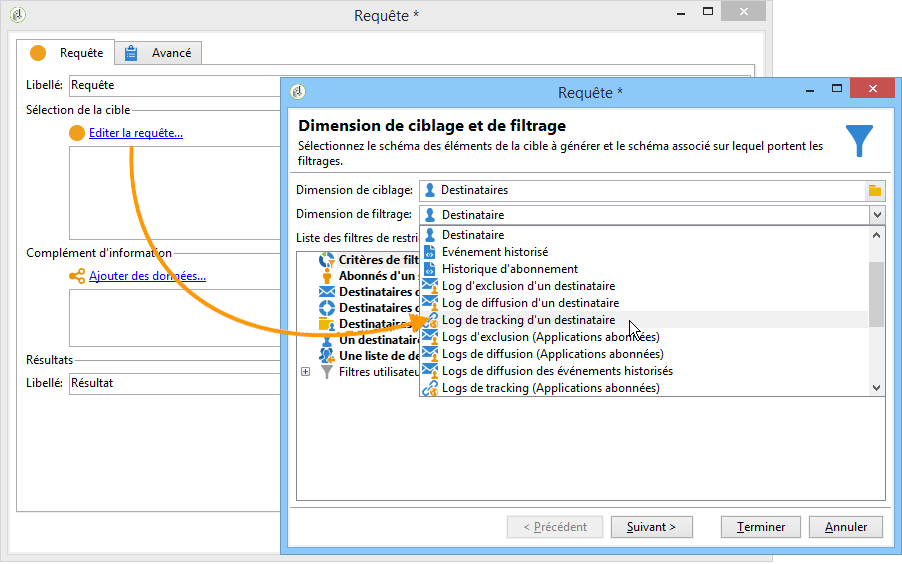 Requête *
Requête
Avancé
Libellé:
Requête
Sélection de la cible
Editer la requête...
Complément d'information
Ajouter des données...
Résultats
Libellé:
Résultat
Requête *
Dimension de ciblage et de filtrage
Sélectionnez le schéma des éléments de la cible à générer et le schéma associé sur lequel portent les
filtrages.
Dimension de ciblage:
Destinataires
Dimension de filtrage:
Destinataire
Liste des filtres de restri
Critères de filt
Abonnés d'un
Destinataires d
Destinataires d
Destinataires
Un destinataire
Une liste de de
Filtres utilisateu
Destinataire
Evénement historisé
Historique d'abonnement
Log d'exclusion d'un destinataire
Log de diffusion d'un destinataire
Log de tracking d'un destinataire
Logs d'exclusion (Applications abonnées)
Logs de diffusion (Applications abonnées)
Logs de diffusion des événements historisés
Logs de tracking (Applications abonnées)
< Précédent
Suivant >
Terminer
Annuler